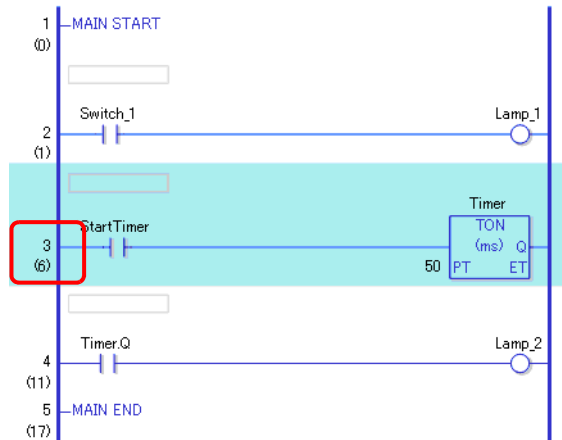 1 MAIN START
(0)
Switch_1 Lamp_1
2
(1)
Timer
StartTimer TON
3 (ms) Q
(6) 50 PT ET
Timer.Q Lamp_2
4
(11)
5 MAIN END
(17)